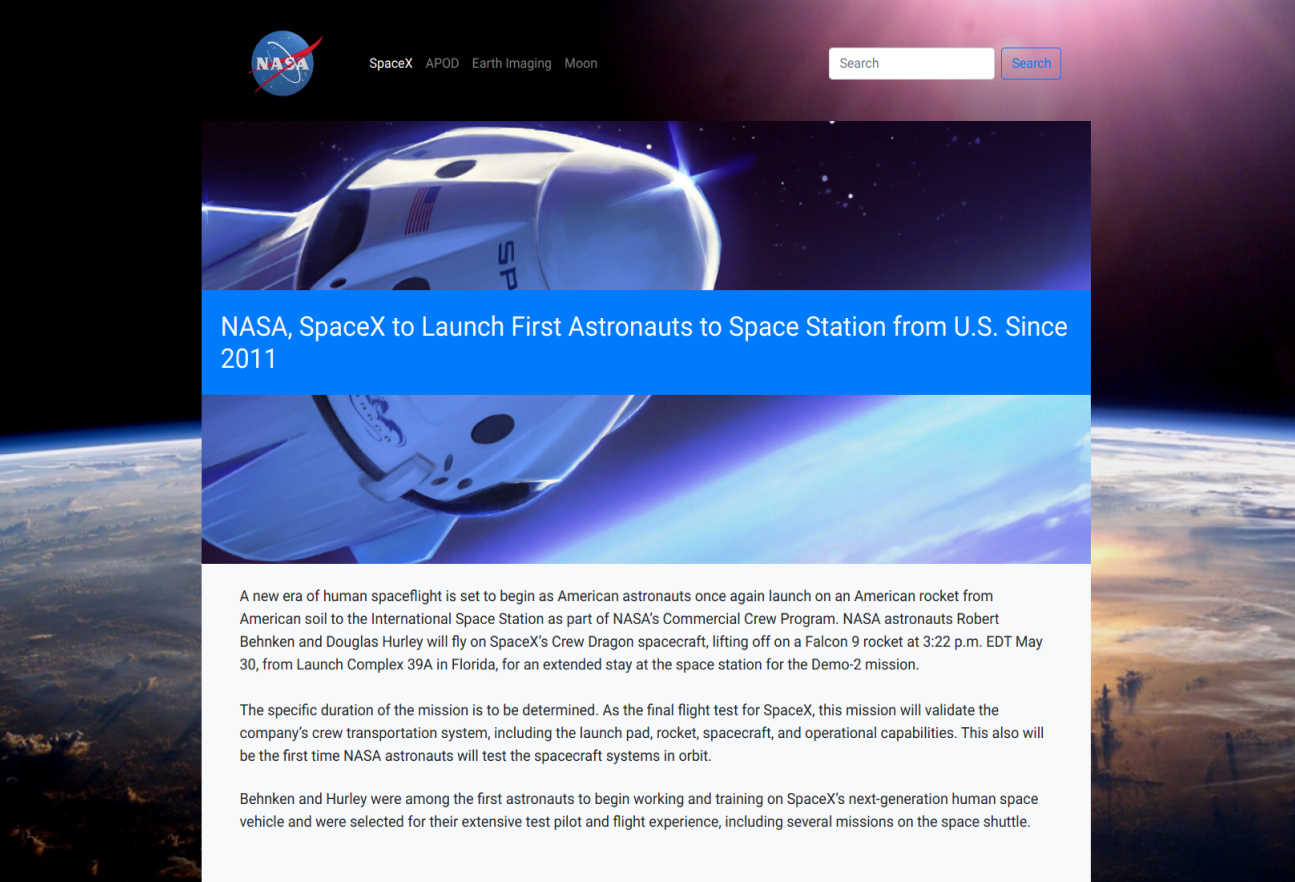 NASA
SpaceX APOD Earth Imaging Moon
Search Search
SP
NASA, SpaceX to Launch First Astronauts to Space Station from U.S. Since
2011
A new era of human spaceflight is set to begin as American astronauts once again launch on an American rocket from
American soil to the International Space Station as part of NASA’s Commercial Crew Program. NASA astronauts Robert
Behnken and Douglas Hurley will fly on SpaceX’s Crew Dragon spacecraft, lifting off on a Falcon 9 rocket at 3:22 p.m. EDT May
30, from Launch Complex 39A in Florida, for an extended stay at the space station for the Demo-2 mission.
The specific duration of the mission is to be determined. As the final flight test for SpaceX, this mission will validate the
company’s crew transportation system, including the launch pad, rocket, spacecraft, and operational capabilities. This also will
be the first time NASA astronauts will test the spacecraft systems in orbit.
Behnken and Hurley were among the first astronauts to begin working and training on SpaceX’s next-generation human space
vehicle and were selected for their extensive test pilot and flight experience, including several missions on the space shuttle.